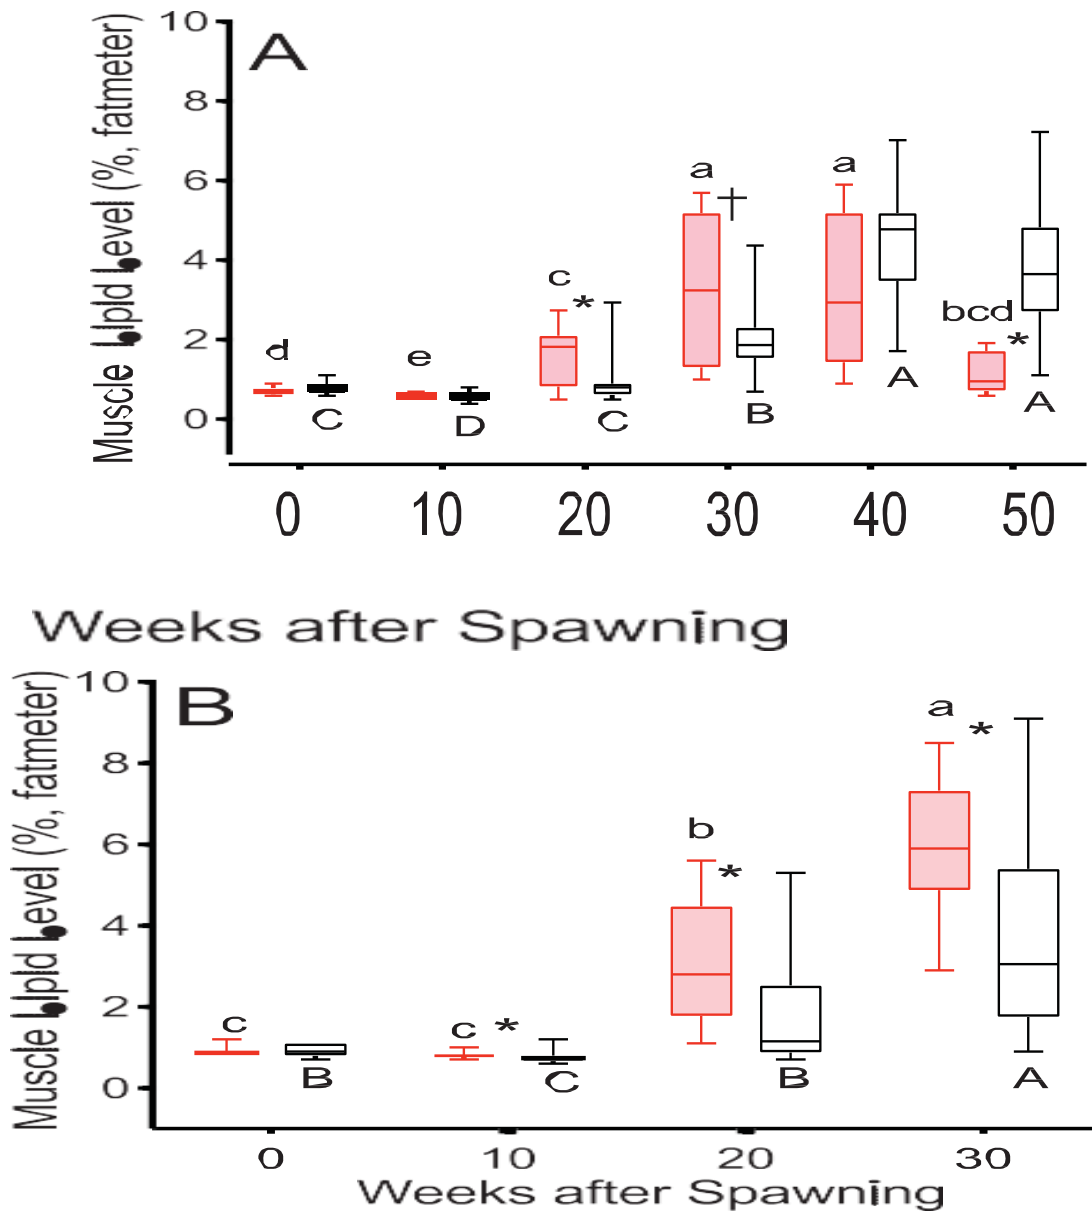 A
10
8
6
4
2
0
Muscle Lipid Level (%, fatmeter)
d
C
e
D
c
*
C
a
†
B
a
A
bcd
*
A
0 10 20 30 40 50
Weeks after Spawning
B
10
8
6
4
2
0
Muscle Lipid Level (%, fatmeter)
c
B
c *
C
b
*
B
a
*
A
0 10 20 30
Weeks after Spawning